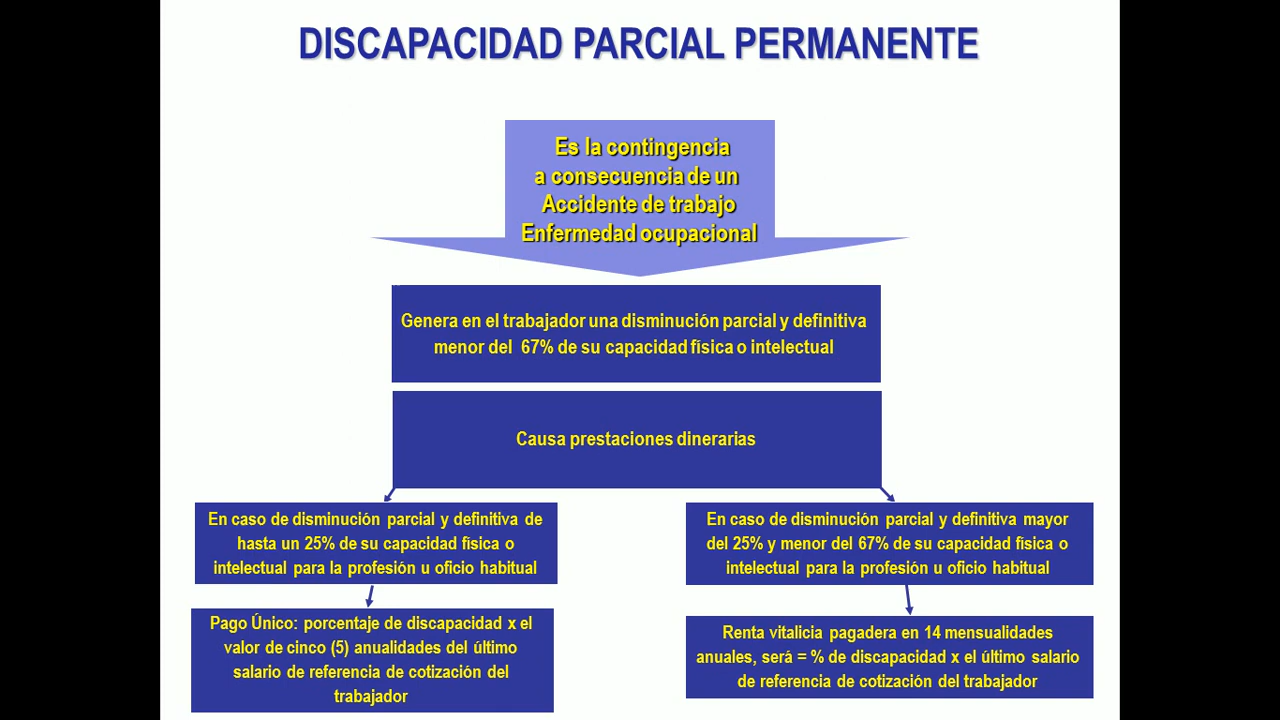 DISCAPACIDAD PARCIAL PERMANENTE
Es la contingencia
a consecuencia de un
Accidente de trabajo
Enfermedad ocupacional
Genera en el trabajador una disminución parcial y definitiva
menor del 67% de su capacidad física o intelectual
Causa prestaciones dinerarias
En caso de disminución parcial y definitiva de
hasta un 25% de su capacidad física o
intelectual para la profesión u oficio habitual
Pago Único: porcentaje de discapacidad x el
valor de cinco (5) anualidades del último
salario de referencia de cotización del
trabajador
En caso de disminución parcial y definitiva mayor
del 25% y menor del 67% de su capacidad física o
intelectual para la profesión u oficio habitual
Renta vitalicia pagadera en 14 mensualidades
anuales, será = % de discapacidad x el último salario
de referencia de cotización del trabajador